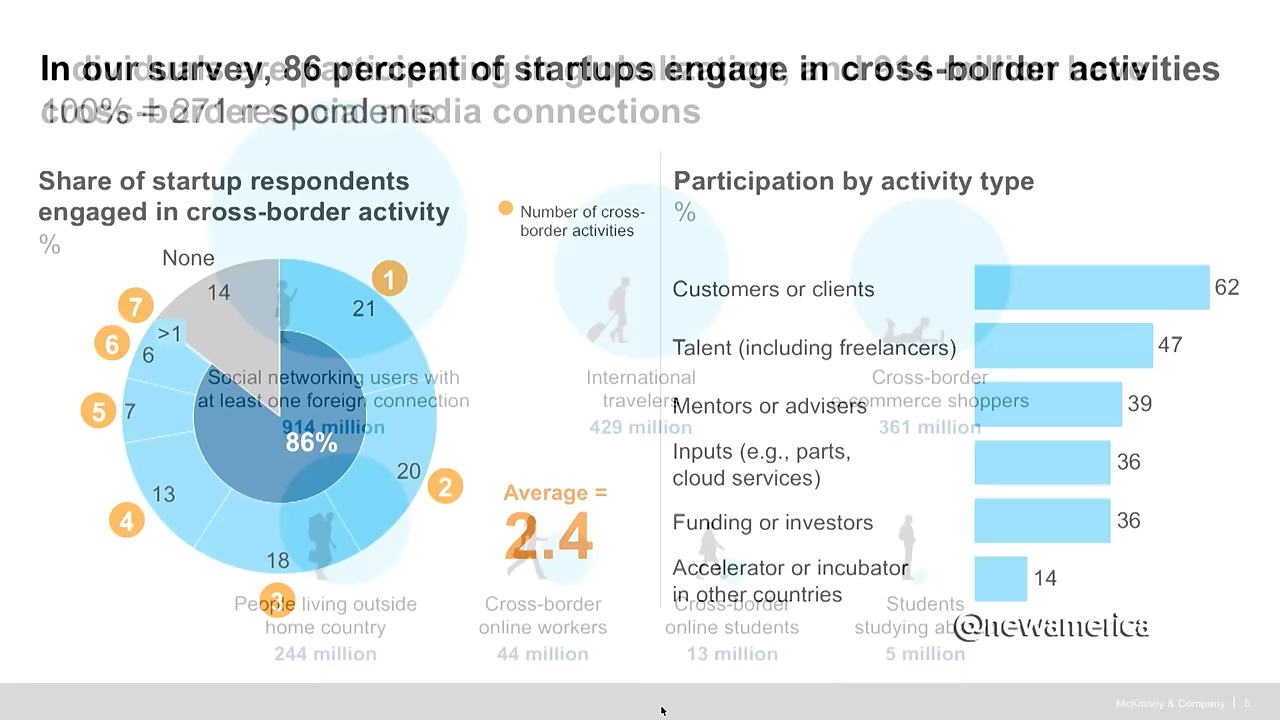 In our survey, 86 percent of startups engage in cross-border activities
100% = 271 respondents
connections
Share of startup respondents
engaged in cross-border activity
%
Number of cross-
border activities
None
14
1
21
7
>1
6
6
5
7
86%
20
2
4
13
18
3
Average =
2.4
Participation by activity type
%
Customers or clients
62
Talent (including freelancers)
47
Mentors or advisers
39
Inputs (e.g., parts,
cloud services)
36
Funding or investors
36
Accelerator or incubator
in other countries
14
Social networking users with
at least one foreign connection
914 million
International
travelers
429 million
Cross-border
e-commerce shoppers
361 million
People living outside
home country
244 million
Cross-border
online workers
44 million
Cross-border
online students
13 million
Students
studying
5 million
@newamerica
McKinsey & Company